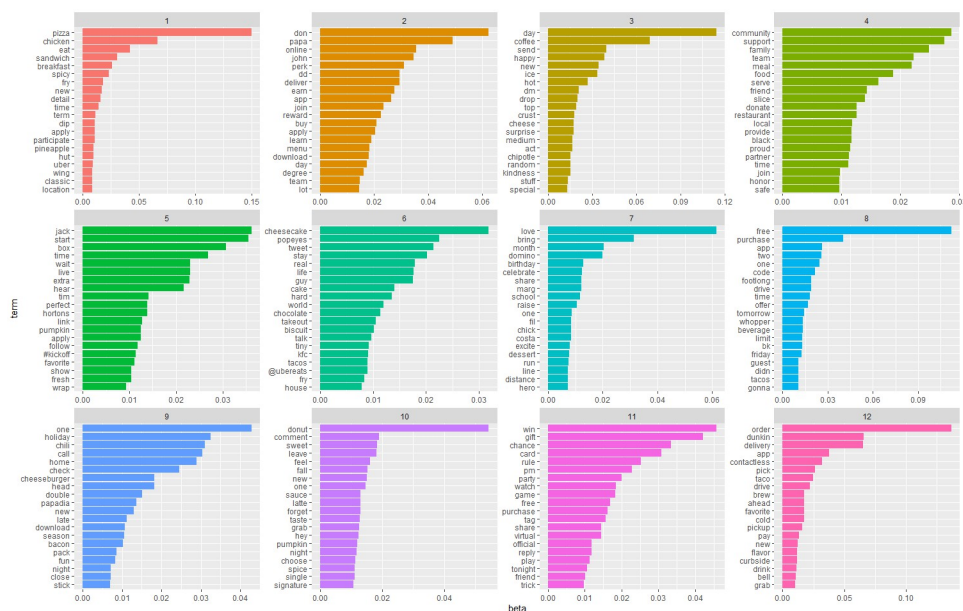 1
pizza
chicken
eat
sandwich
breakfast
spicy
fry
new
detail
time
term
dip
apply
participate
pineapple
hut
uber
wing
classic
location
0.00 0.05 0.10 0.15
2
don
papa
online
john
perk
dd
deliver
earn
app
join
reward
buy
apply
learn
menu
download
day
degree
team
lot
0.00 0.02 0.04 0.06
3
day
coffee
send
happy
new
ice
hot
dm
drop
top
crust
cheese
surprise
medium
act
chipotle
random
kindness
stuff
special
0.00 0.03 0.06 0.09 0.12
4
community
support
family
team
meal
food
serve
friend
slice
donate
restaurant
local
provide
black
proud
partner
time
join
honor
safe
0.00 0.01 0.02 0.0
term
5
jack
start
box
time
wait
live
extra
hear
tim
perfect
hortons
link
pumpkin
apply
follow
#kickoff
favorite
show
fresh
wrap
0.00 0.01 0.02 0.03
6
cheesecake
popeyes
tweet
stay
real
life
guy
cake
hard
world
chocolate
takeout
biscuit
talk
tiny
kfc
tacos
@ubereats
fry
house
0.00 0.01 0.02 0.03
7
love
bring
month
domino
birthday
celebrate
share
marg
school
raise
one
fil
chick
costa
excite
dessert
run
line
distance
hero
0.00 0.02 0.04 0.06
8
free
purchase
app
two
one
code
footlong
drive
time
offer
tomorrow
whopper
beverage
limit
bk
friday
guest
didn
tacos
gonna
0.00 0.03 0.06 0.09
9
one
holiday
chili
call
home
check
cheeseburger
head
double
papadia
new
late
download
season
bacon
pack
fun
night
close
stick
0.00 0.01 0.02 0.03 0.04
10
donut
comment
sweet
leave
feel
fall
new
one
sauce
latte
forget
taste
grab
hey
pumpkin
night
choose
spice
single
signature
0.00 0.01 0.02 0.03 0.04 0.05
11
win
gift
chance
card
rule
pm
party
watch
game
free
purchase
tag
share
virtual
official
reply
play
tonight
friend
trick
0.00 0.01 0.02 0.03 0.04
12
order
dunkin
delivery
app
contactless
pick
taco
drive
brew
ahead
favorite
cold
pickup
pay
new
flavor
curbside
drink
bell
grab
0.00 0.05 0.10
beta